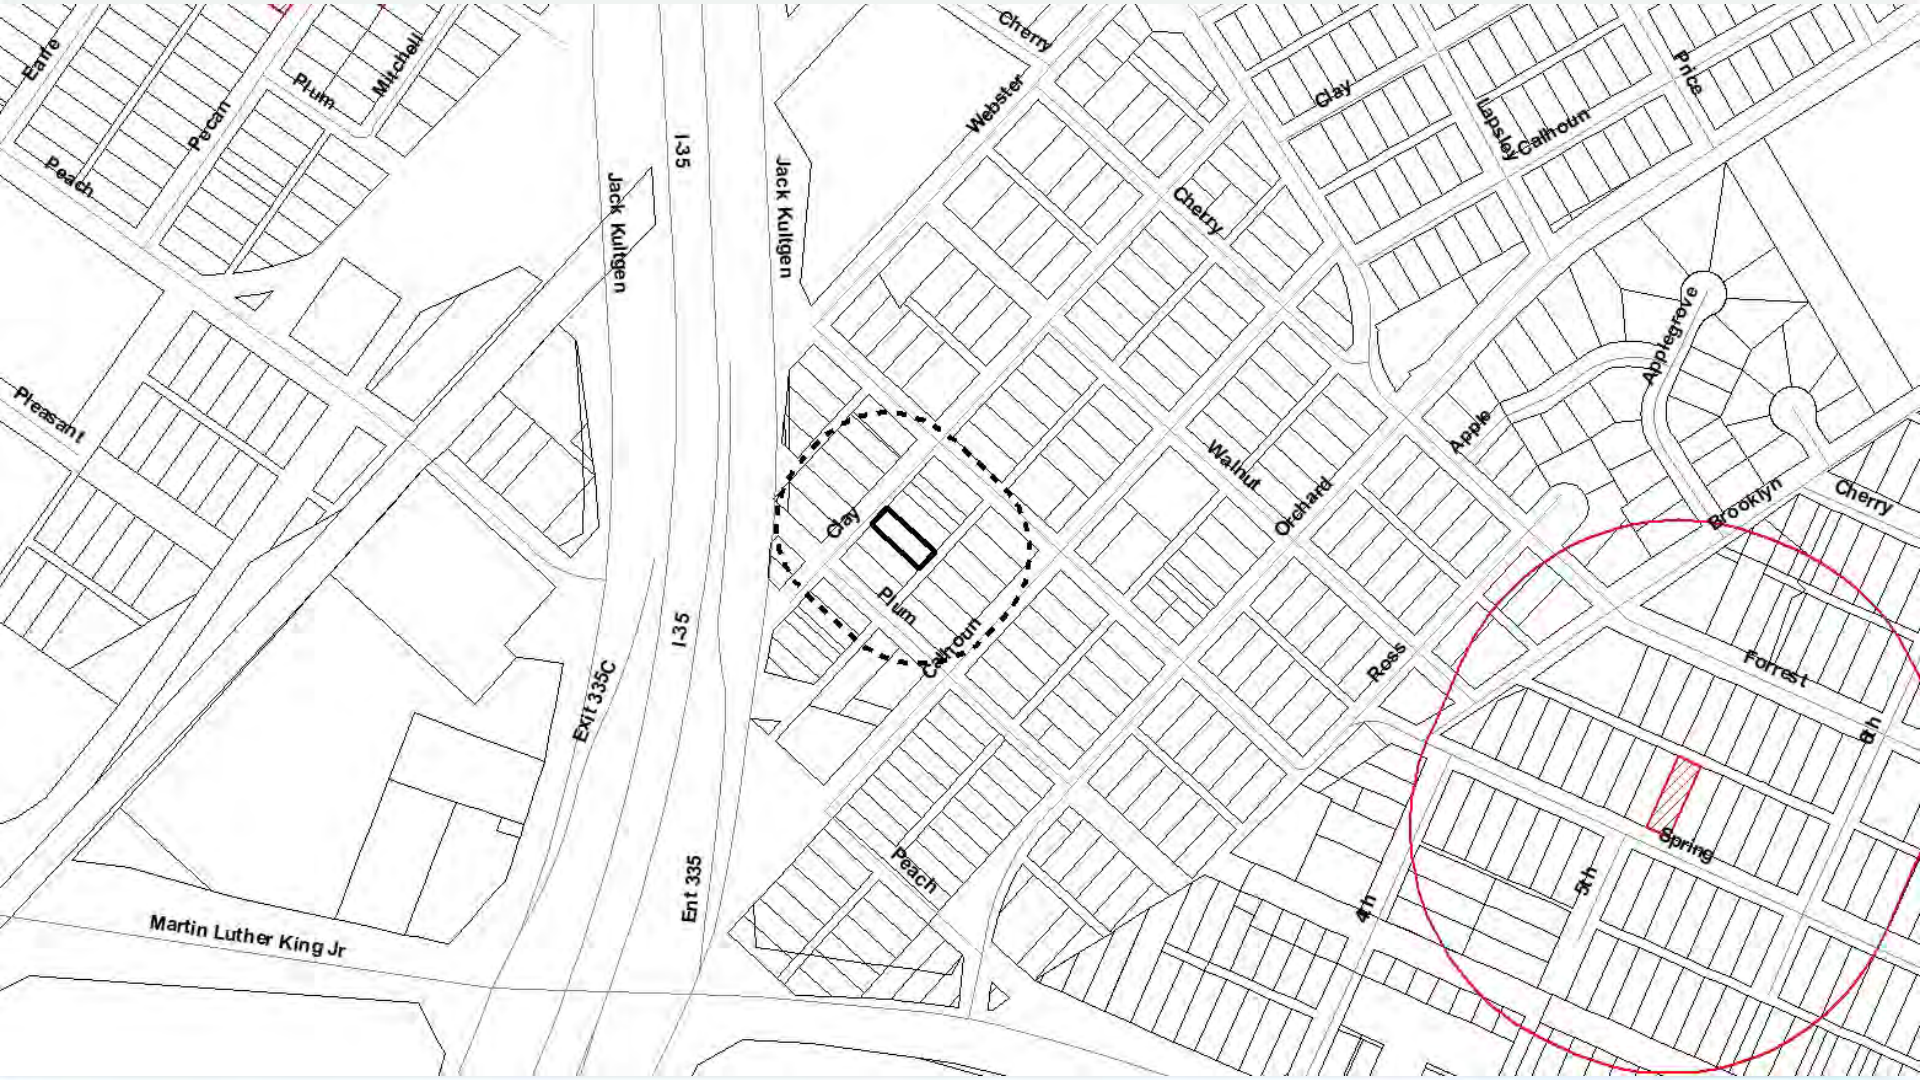 Cherry
Eaife
Mitchell
Plum
Pecan
Peach
Webster
Clay
Price
Lapsley
Calhoun
I-35
Jack Kultgen
Jack Kultgen
Cherry
Applegrove
Pleasant
Apple
Walnut
Orchard
Brooklyn
Cherry
Clay
Plum
Calhoun
I-35
Ross
Forrest
6th
Exit 335C
Spring
5th
4th
Peach
Ent 335
Martin Luther King Jr